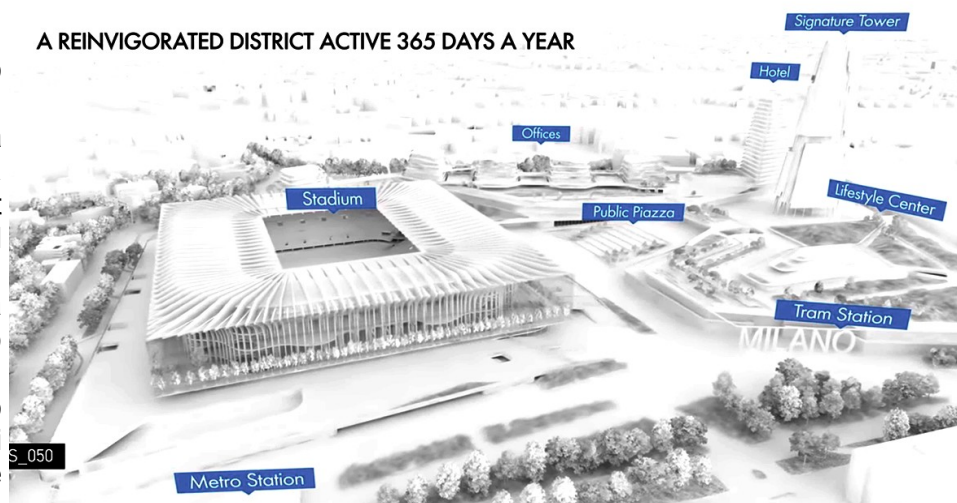 A REINVIGORATED DISTRICT ACTIVE 365 DAYS A YEAR
Signature Tower
Hotel
Offices
Lifestyle Center
Stadium
Public Piazza
Tram Station
MILANO
S_050
Metro Station